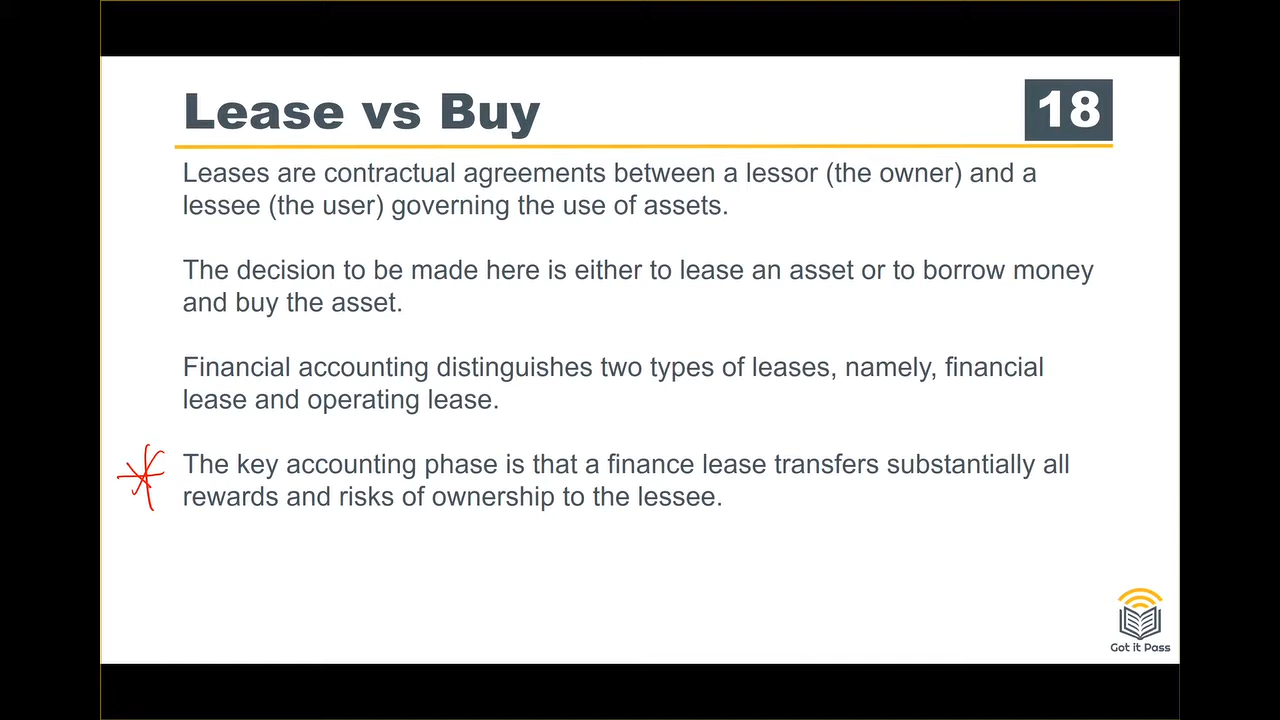 Lease vs Buy
18
Leases are contractual agreements between a lessor (the owner) and a
lessee (the user) governing the use of assets.
The decision to be made here is either to lease an asset or to borrow money
and buy the asset.
Financial accounting distinguishes two types of leases, namely, financial
lease and operating lease.
The key accounting phase is that a finance lease transfers substantially all
rewards and risks of ownership to the lessee.
Got it Pass